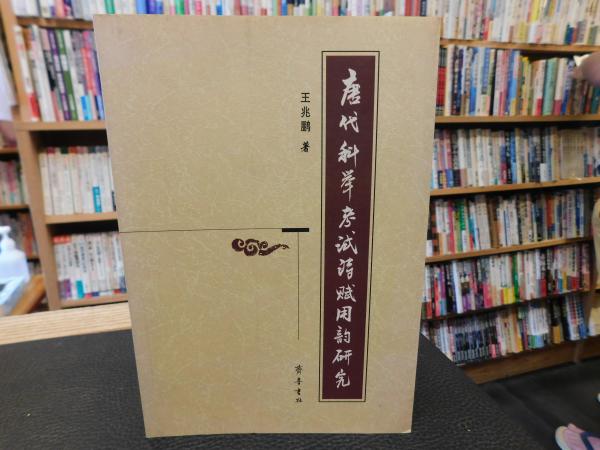 唐代科举考试诗赋用韵研究
王兆鹏 著
齐鲁书社